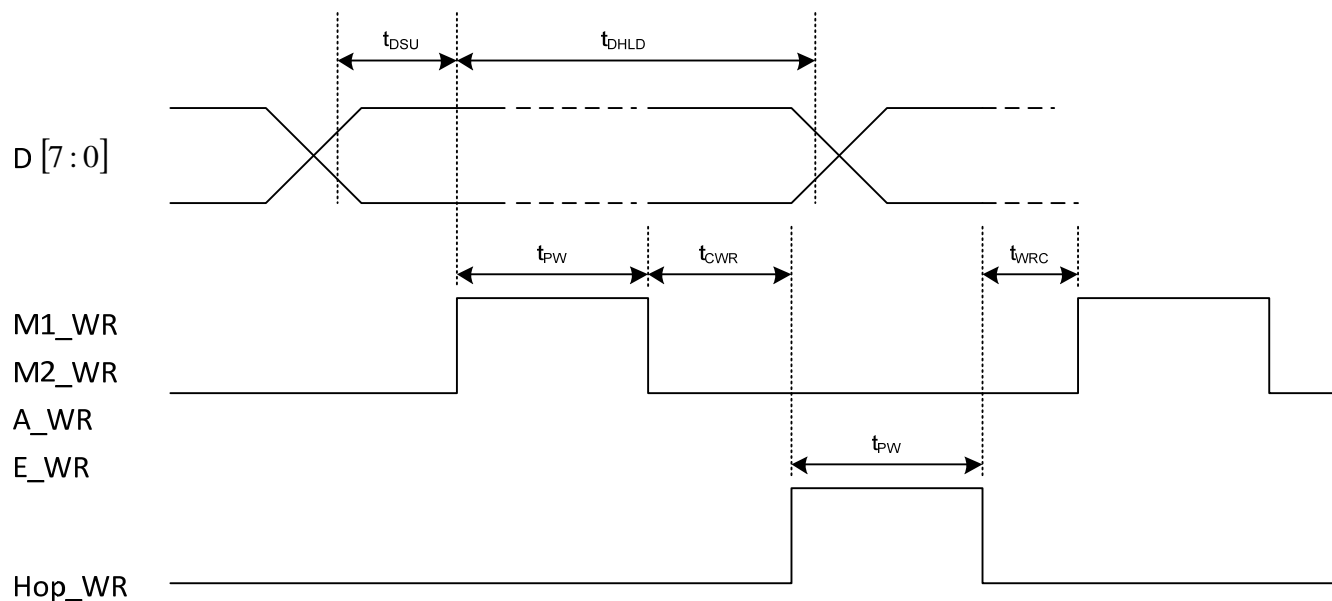 tDSU tDHLD
D [7 : 0]
tPW tCWR tWRC
M1_WR
M2_WR
A_WR
E_WR
tPW
Hop_WR